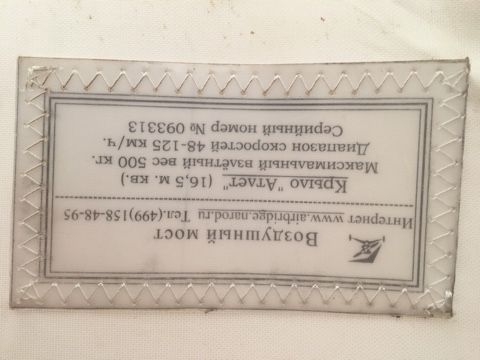 Воздушный мост
Интернет www.airbridge.narod.ru Тел.(499)158-48-95
Крыло "Атлет" (16,5 м. кв.)
Максимальный взлётный вес 500 кг.
Диапазон скоростей 48-125 км/ч.
Серийный номер № 093313